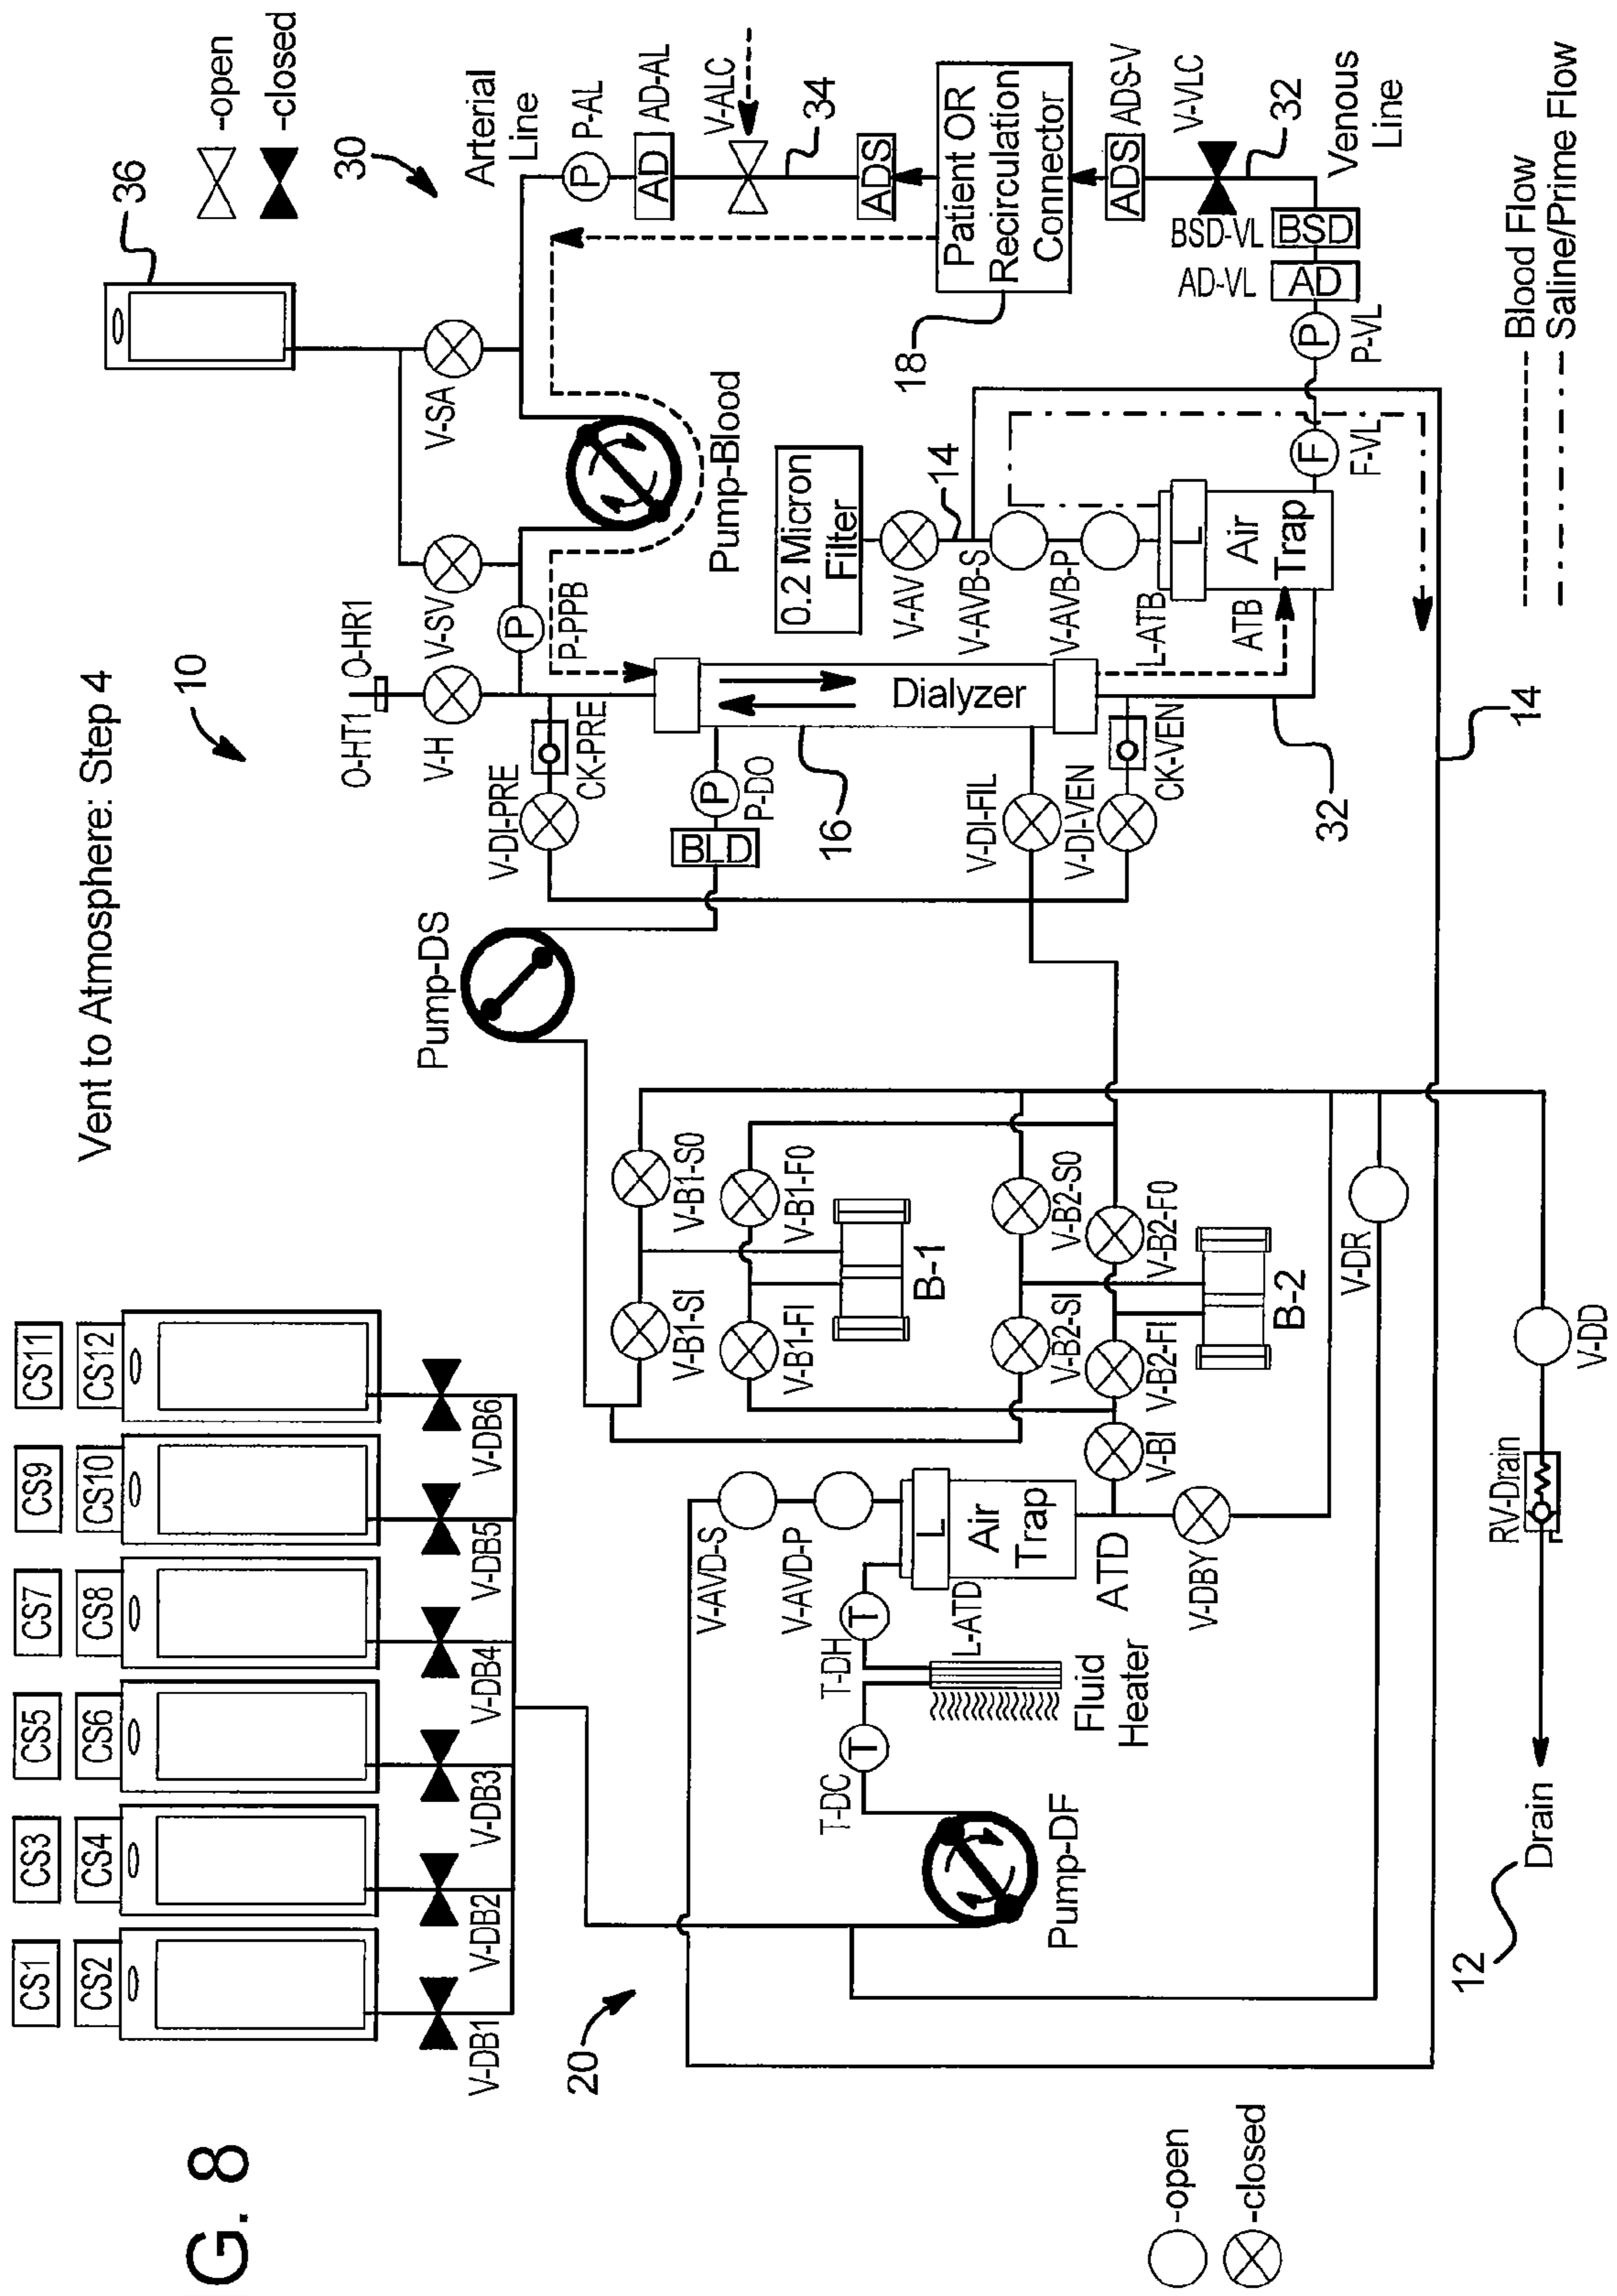 G. 8
Vent to Atmosphere: Step 4
10
CS1
CS3
CS5
CS7
CS9
CS11
CS2
CS4
CS6
CS8
CS10
CS12
V-DB1
V-DB2
V-DB3
V-DB4
V-DB5
V-DB6
20
36
-open
-closed
30
O-HT1
O-HR1
V-H
V-SV
V-SA
Arterial
Line
P
P-AL
AD
AD-AL
V-ALC
34
ADS
Patient OR
Recirculation
Connector
18
ADS
ADS-V
V-VLC
32
Venous
Line
BSD-VL
BSD
AD-VL
AD
P
P-VL
F
F-VL
P
P-PPB
Pump-Blood
V-DI-PRE
CK-PRE
Pump-DS
BLD
P
P-DO
16
Dialyzer
0.2 Micron
Filter
V-AV
14
V-AVB-S
V-AVB-P
L-ATB
L
Air
Trap
ATB
V-DI-FIL
V-DI-VEN
CK-VEN
32
14
V-B1-SI
V-B1-S0
V-B1-FI
V-B1-F0
B-1
V-B2-SI
V-B2-S0
V-B2-FI
V-B2-F0
B-2
V-BI
V-DR
V-AVD-S
V-AVD-P
L
Air
Trap
L-ATD
ATD
V-DBY
T
T-DH
T
T-DC
Fluid
Heater
Pump-DF
V-DD
RV-Drain
Drain
12
-open
-closed
Blood Flow
Saline/Prime Flow